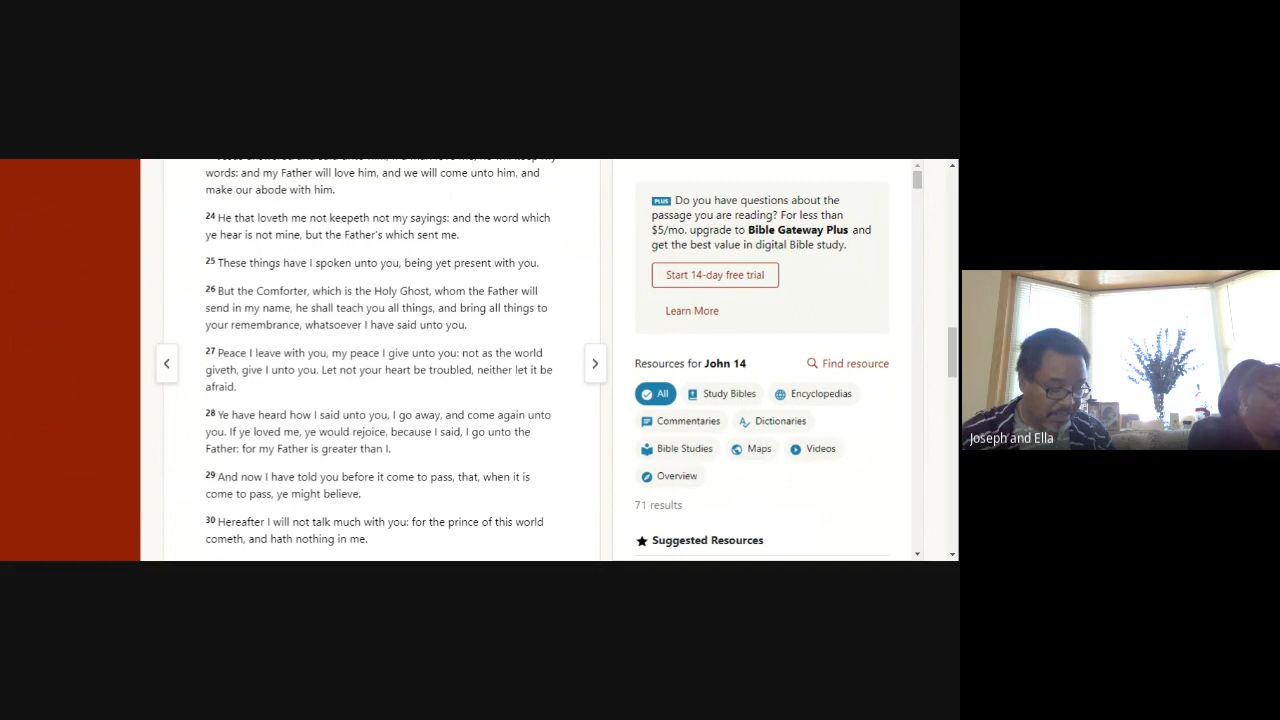 words: and my Father will love him, and we will come unto him, and
make our abode with him.
24 He that loveth me not keepeth not my sayings: and the word which
ye hear is not mine, but the Father's which sent me.
25 These things have I spoken unto you, being yet present with you.
26 But the Comforter, which is the Holy Ghost, whom the Father will
send in my name, he shall teach you all things, and bring all things to
your remembrance, whatsoever I have said unto you.
27 Peace I leave with you, my peace I give unto you: not as the world
giveth, give I unto you. Let not your heart be troubled, neither let it be
afraid.
28 Ye have heard how I said unto you, I go away, and come again unto
you. If ye loved me, ye would rejoice, because I said, I go unto the
Father: for my Father is greater than I.
29 And now I have told you before it come to pass, that, when it is
come to pass, ye might believe.
30 Hereafter I will not talk much with you: for the prince of this world
cometh, and hath nothing in me.
PLUS Do you have questions about the
passage you are reading? For less than
$5/mo. upgrade to Bible Gateway Plus and
get the best value in digital Bible study.
Start 14-day free trial
Learn More
Resources for John 14
Find resource
All
Study Bibles
Encyclopedias
Commentaries
Dictionaries
Bible Studies
Maps
Videos
Overview
71 results
Suggested Resources
Joseph and Ella